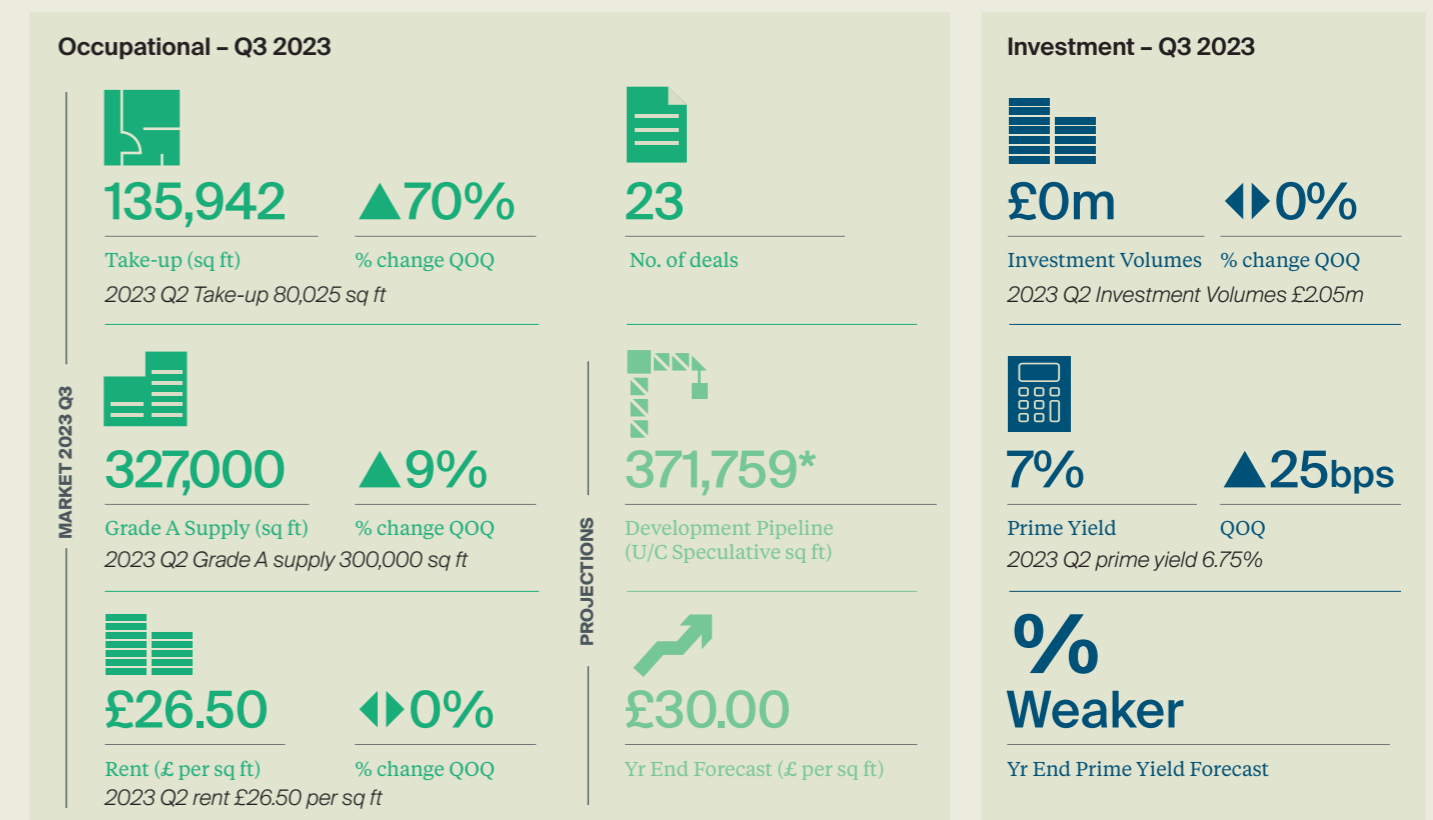 Occupational – Q3 2023
MARKET 2023 Q3
135,942
▲70%
Take-up (sq ft)
% change QOQ
2023 Q2 Take-up 80,025 sq ft
23
No. of deals
327,000
▲9%
Grade A Supply (sq ft)
% change QOQ
2023 Q2 Grade A supply 300,000 sq ft
£26.50
0%
Rent (£ per sq ft)
% change QOQ
2023 Q2 rent £26.50 per sq ft
PROJECTIONS
371,759*
Development Pipeline
(U/C Speculative sq ft)
£30.00
Yr End Forecast (£ per sq ft)
Investment – Q3 2023
£0m
0%
Investment Volumes
% change QOQ
2023 Q2 Investment Volumes £2.05m
7%
▲25bps
Prime Yield
QOQ
2023 Q2 prime yield 6.75%
%
Weaker
Yr End Prime Yield Forecast